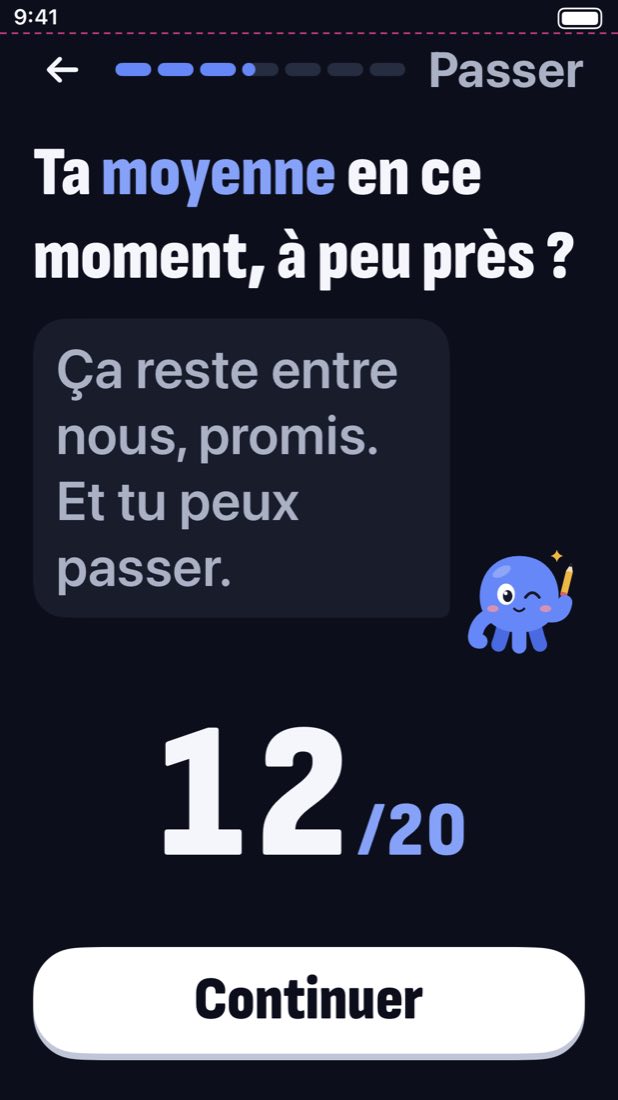 9:41
Passer
Ta moyenne en ce
moment, à peu près ?
Ça reste entre
nous, promis.
Et tu peux
passer.
12/20
Continuer